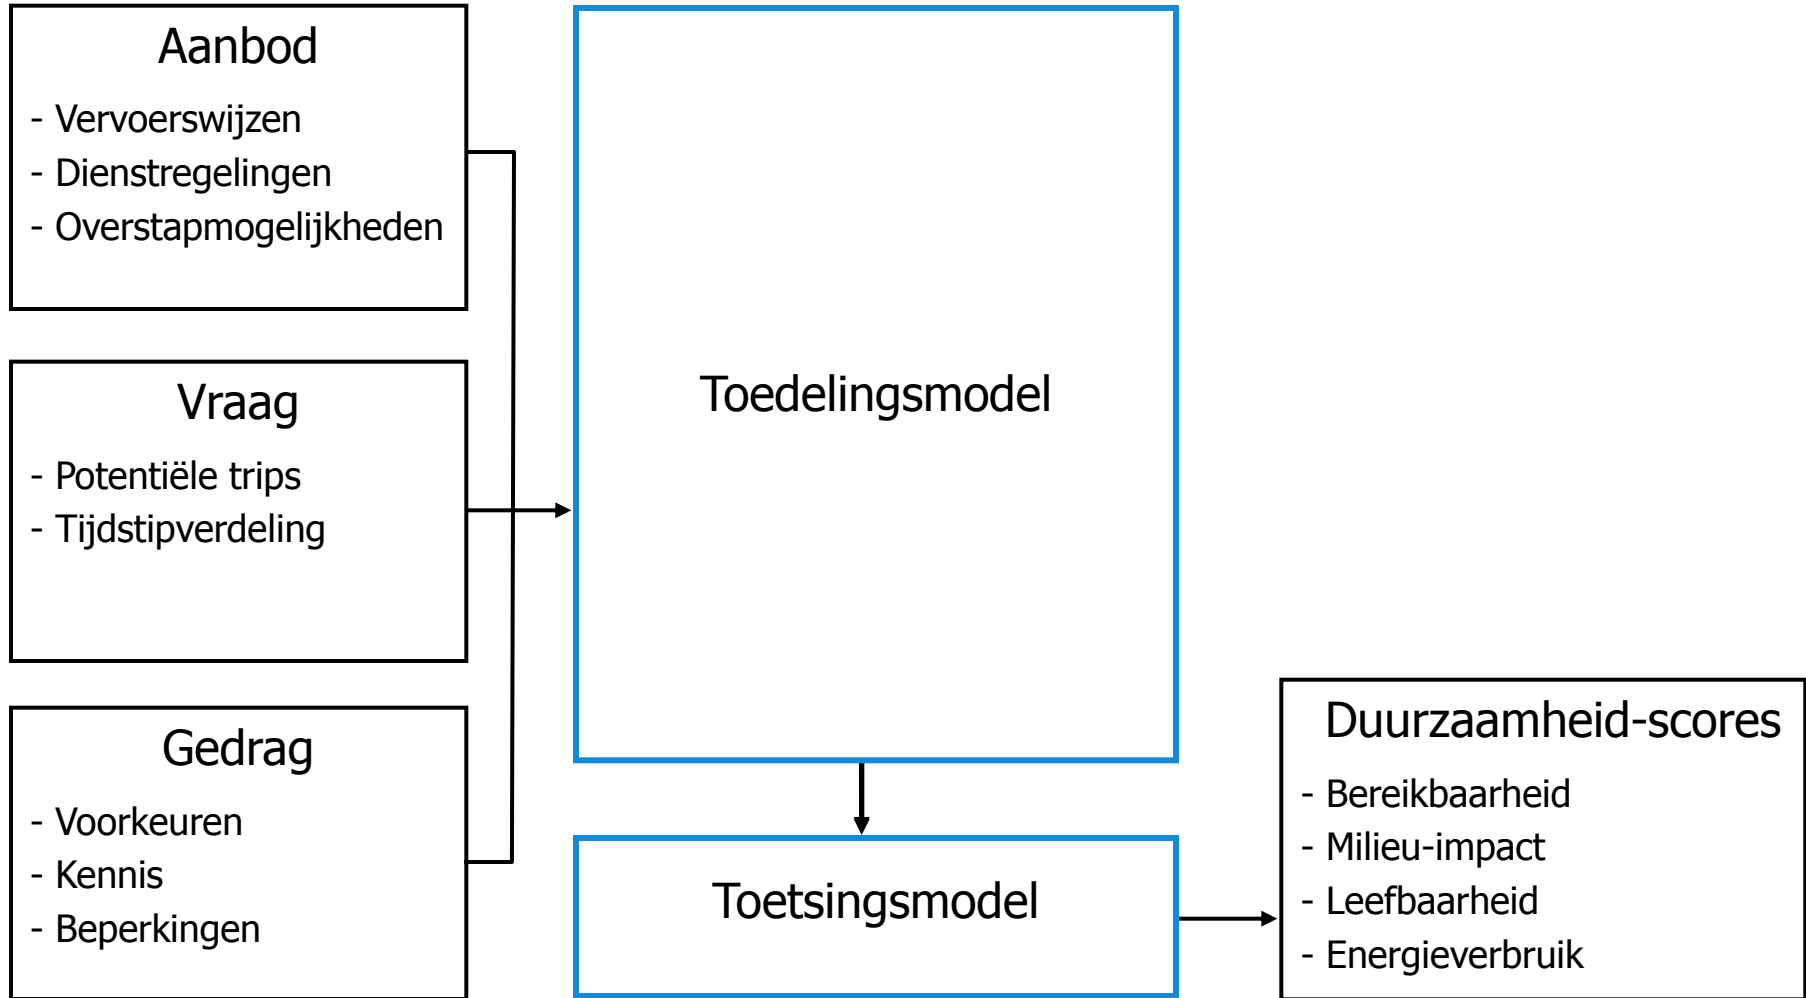 Aanbod
- Vervoerswijzen
- Dienstregelingen
- Overstapmogelijkheden
Vraag
- Potentiële trips
- Tijdstipverdeling
Gedrag
- Voorkeuren
- Kennis
- Beperkingen
Toedelingsmodel
Toetsingsmodel
Duurzaamheid-scores
- Bereikbaarheid
- Milieu-impact
- Leefbaarheid
- Energieverbruik